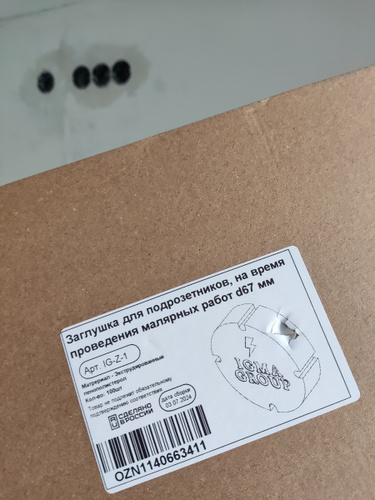 Заглушка для подрозетников, на время
проведения малярных работ d67 мм
Арт. IG-Z-1
Материал : Экструдированный
пенополистерол
Кол-во: 100шт
Товар не подлежит обязательному
подтверждению соответствия
СДЕЛАНО
В РОССИИ
дата сборки
03.07.2024
IGMA
GROUP
OZN1140663411